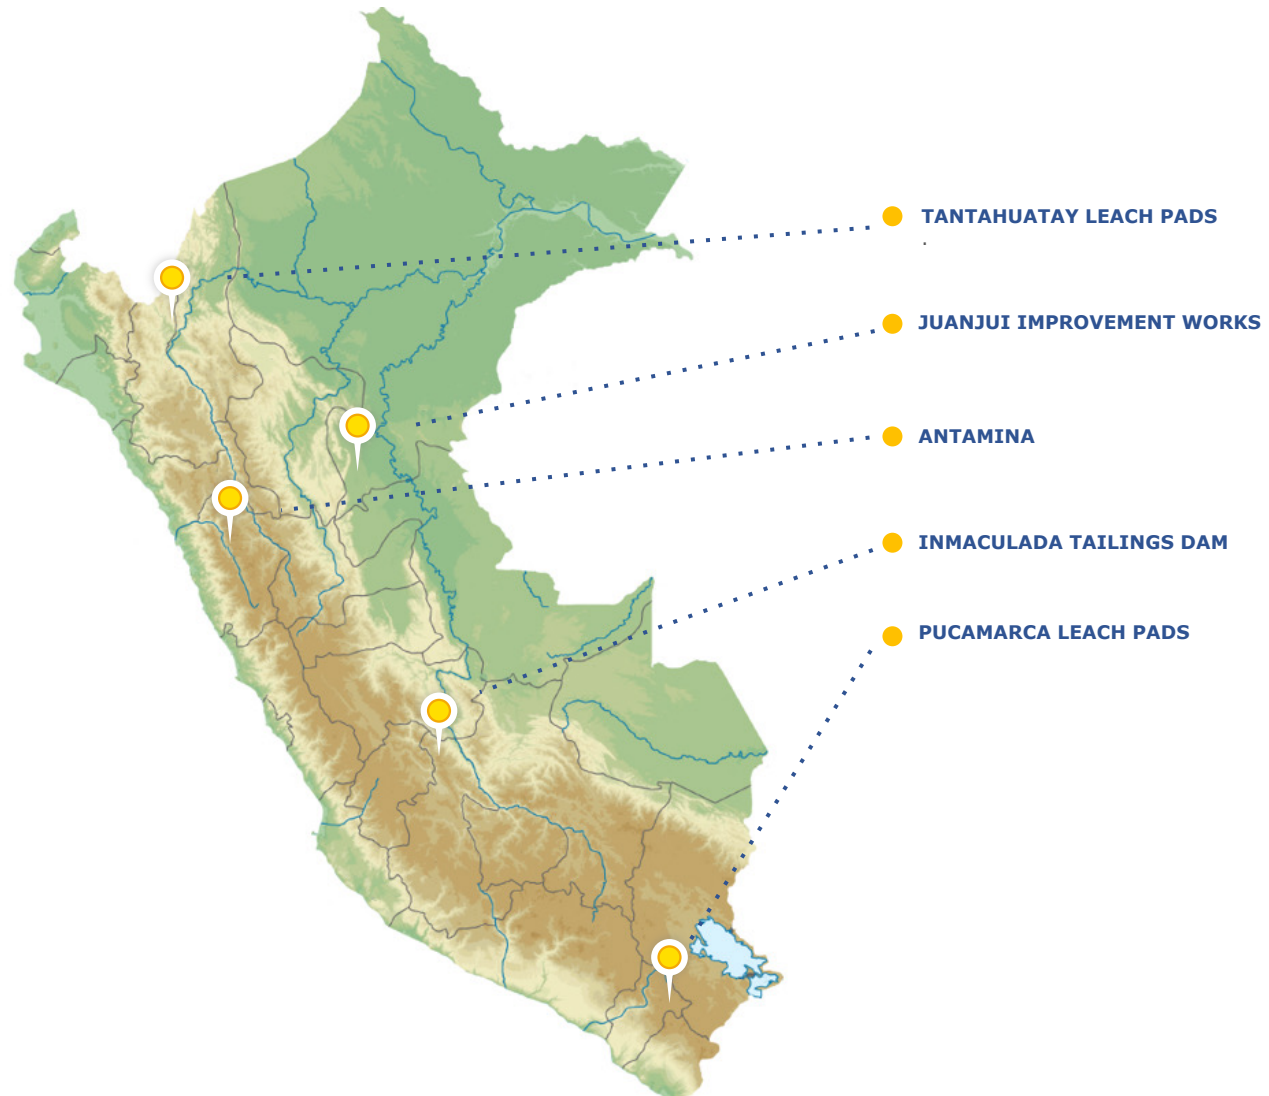 TANTAHUATAY LEACH PADS
.
JUANJUI IMPROVEMENT WORKS
ANTAMINA
INMACULADA TAILINGS DAM
PUCAMARCA LEACH PADS